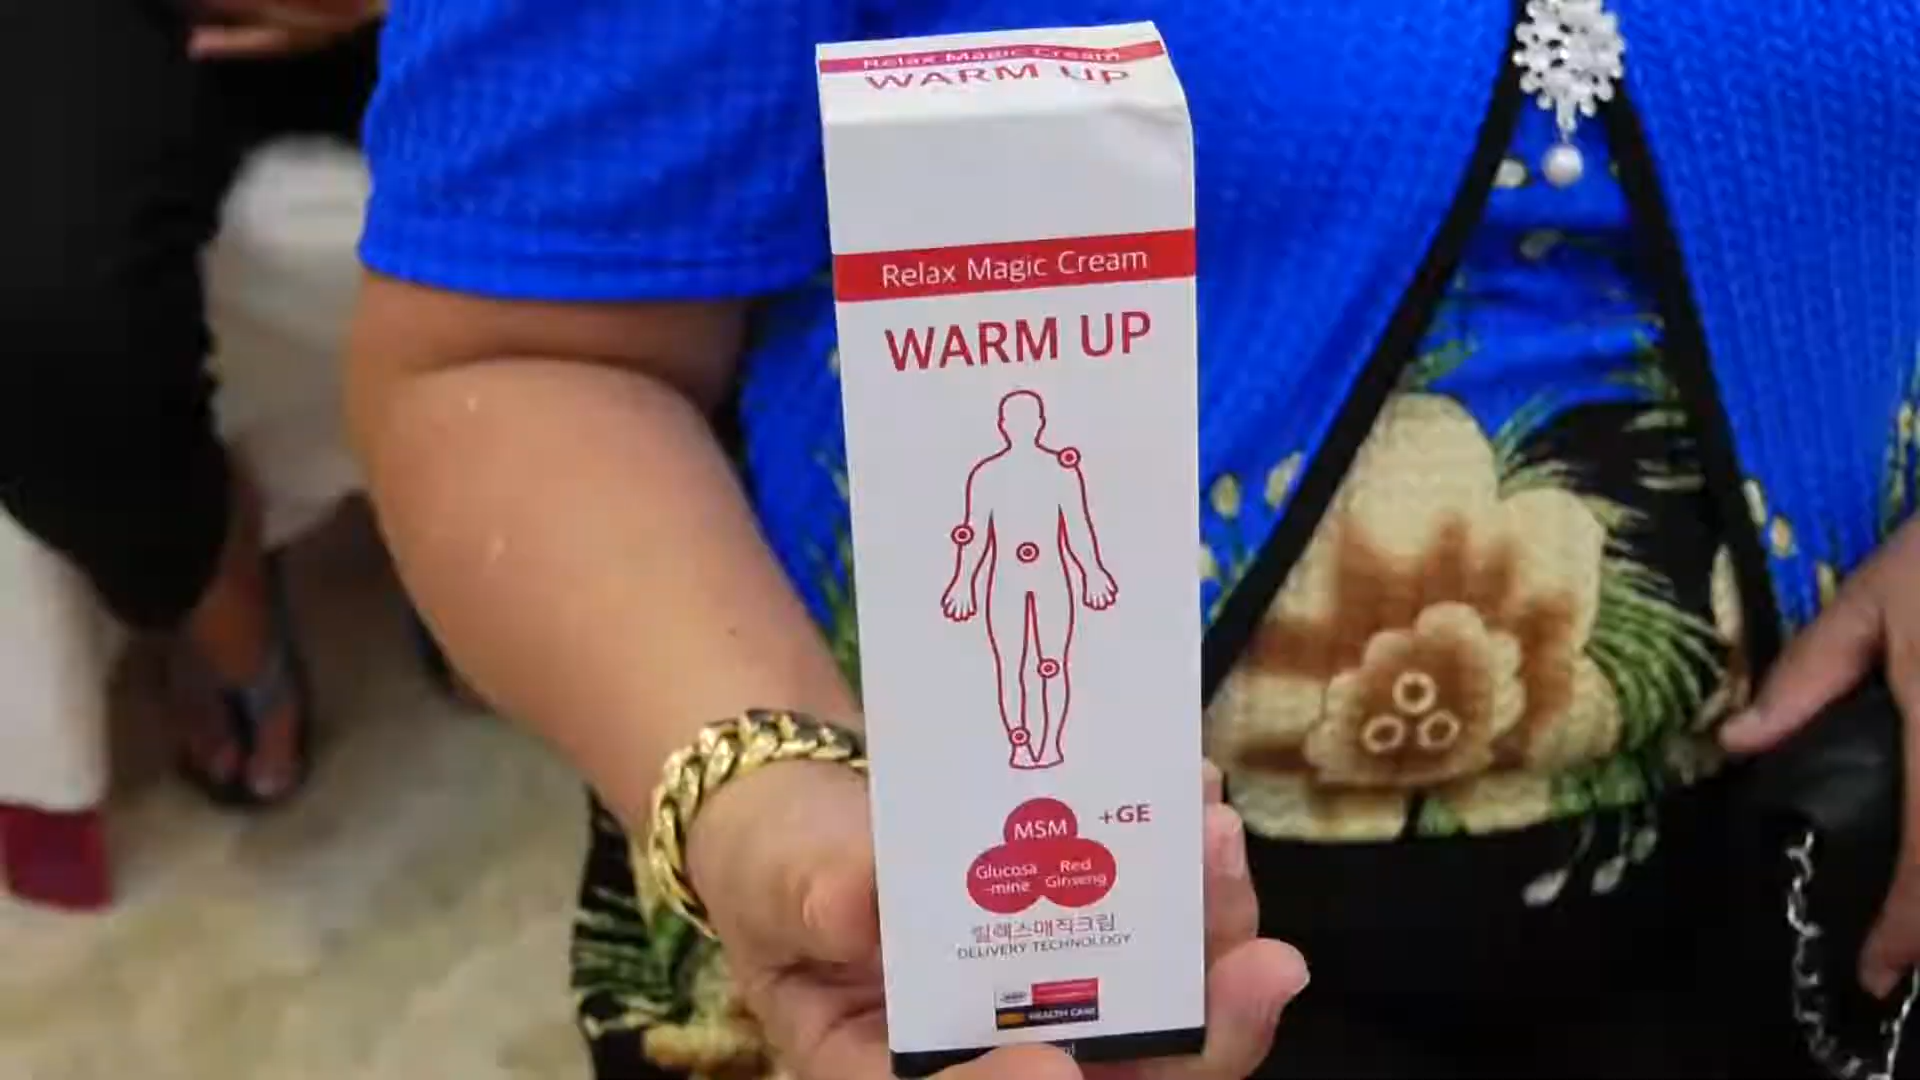 Relax Magic Cream
WARM UP
Relax Magic Cream
WARM UP
MSM
+GE
Glucosa
-mine
Red
Ginseng
릴렉스매직크림
DELIVERY TECHNOLOGY
HEALTH CARE